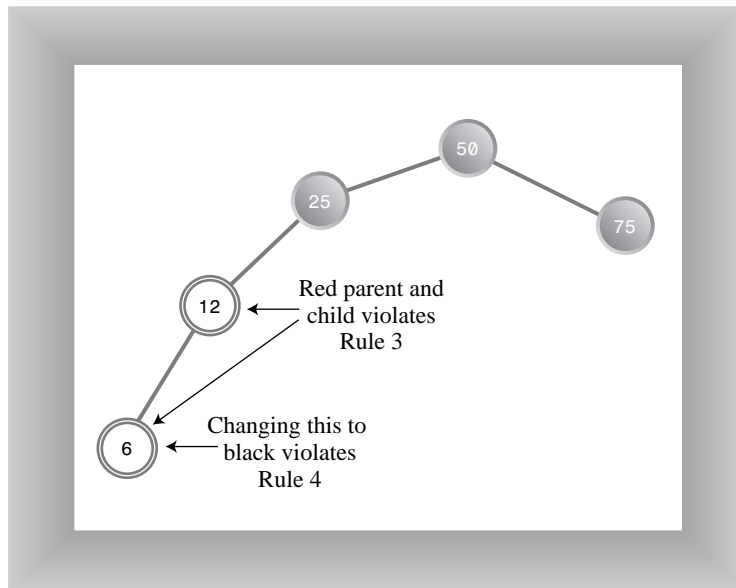 50
25
75
12
Red parent and
child violates
Rule 3
6
Changing this to
black violates
Rule 4